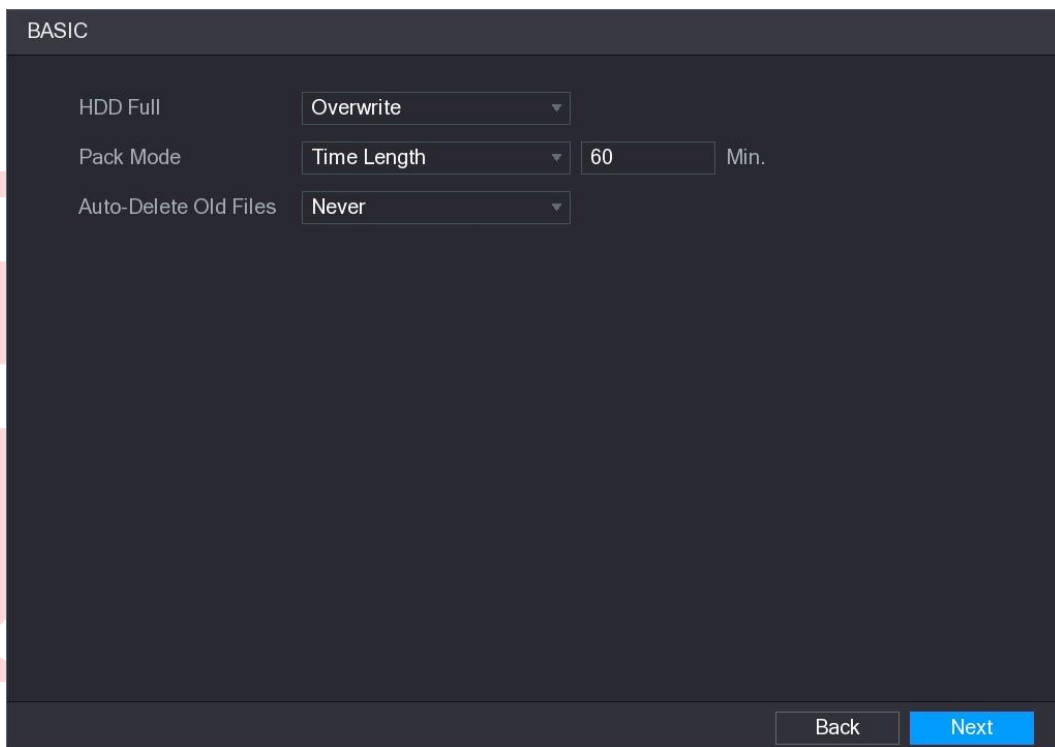 BASIC
HDD Full Overwrite
Pack Mode Time Length 60 Min.
Auto-Delete Old Files Never
Back Next